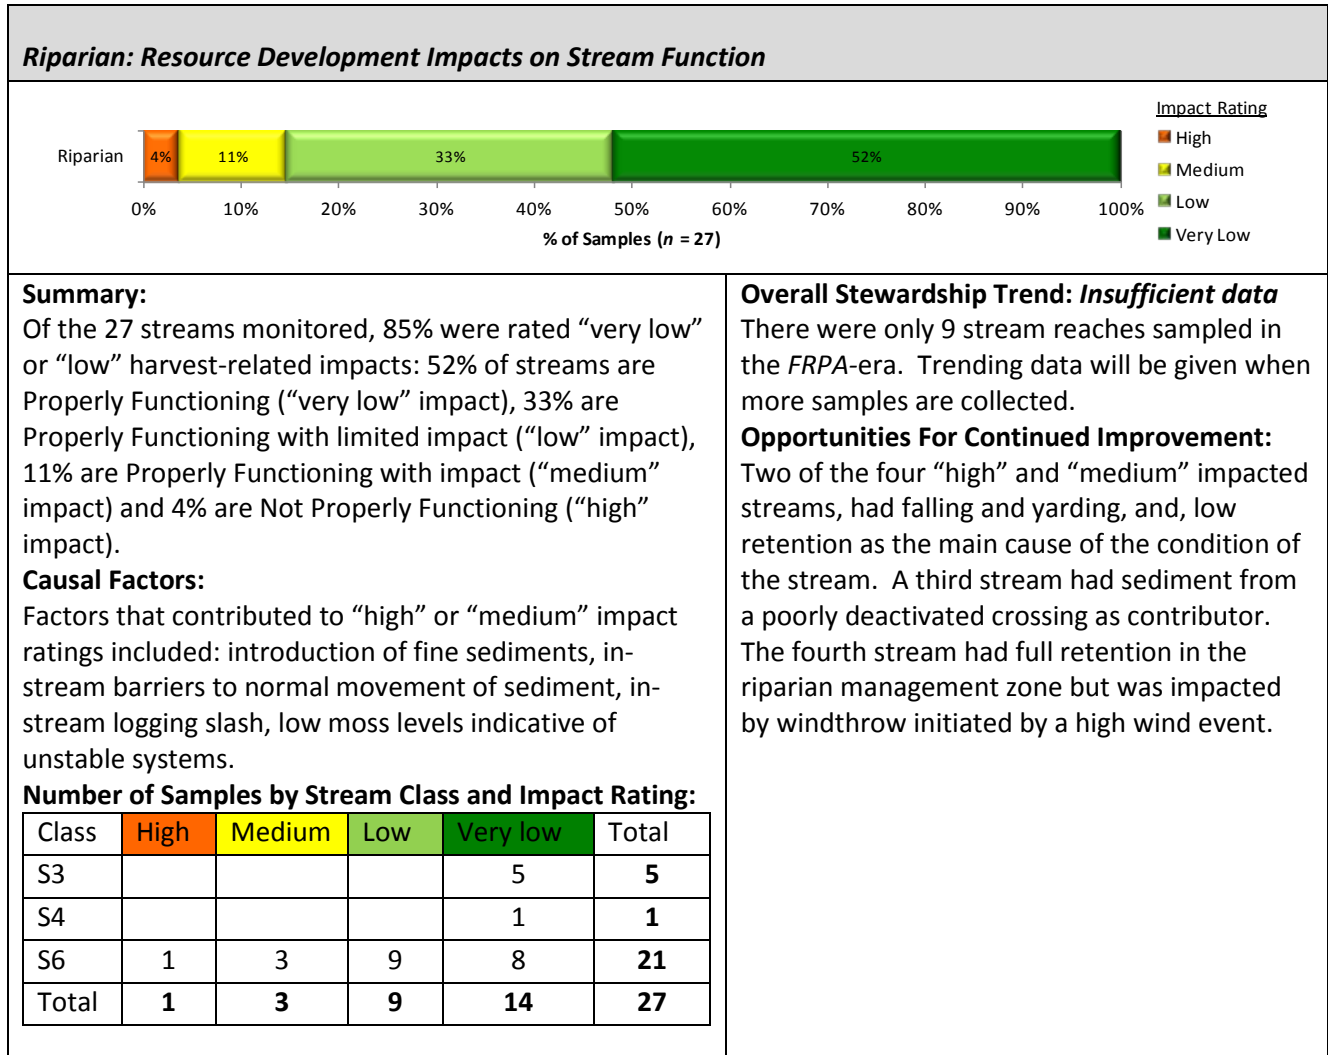 Riparian: Resource Development Impacts on Stream Function
Impact Rating
High
Medium
Low
Very Low
Riparian
4%
11%
33%
52%
0%
10%
20%
30%
40%
50%
60%
70%
80%
90%
100%
% of Samples (n = 27)
Summary:
Of the 27 streams monitored, 85% were rated “very low”
or “low” harvest-related impacts: 52% of streams are
Properly Functioning (“very low” impact), 33% are
Properly Functioning with limited impact (“low” impact),
11% are Properly Functioning with impact (“medium”
impact) and 4% are Not Properly Functioning (“high”
impact).
Causal Factors:
Factors that contributed to “high” or “medium” impact
ratings included: introduction of fine sediments, in-
stream barriers to normal movement of sediment, in-
stream logging slash, low moss levels indicative of
unstable systems.
Number of Samples by Stream Class and Impact Rating:
Class High Medium Low Very low Total
S3 5 5
S4 1 1
S6 1 3 9 8 21
Total 1 3 9 14 27
Overall Stewardship Trend: Insufficient data
There were only 9 stream reaches sampled in
the FRPA-era.  Trending data will be given when
more samples are collected.
Opportunities For Continued Improvement:
Two of the four “high” and “medium” impacted
streams, had falling and yarding, and, low
retention as the main cause of the condition of
the stream.  A third stream had sediment from
a poorly deactivated crossing as contributor.
The fourth stream had full retention in the
riparian management zone but was impacted
by windthrow initiated by a high wind event.